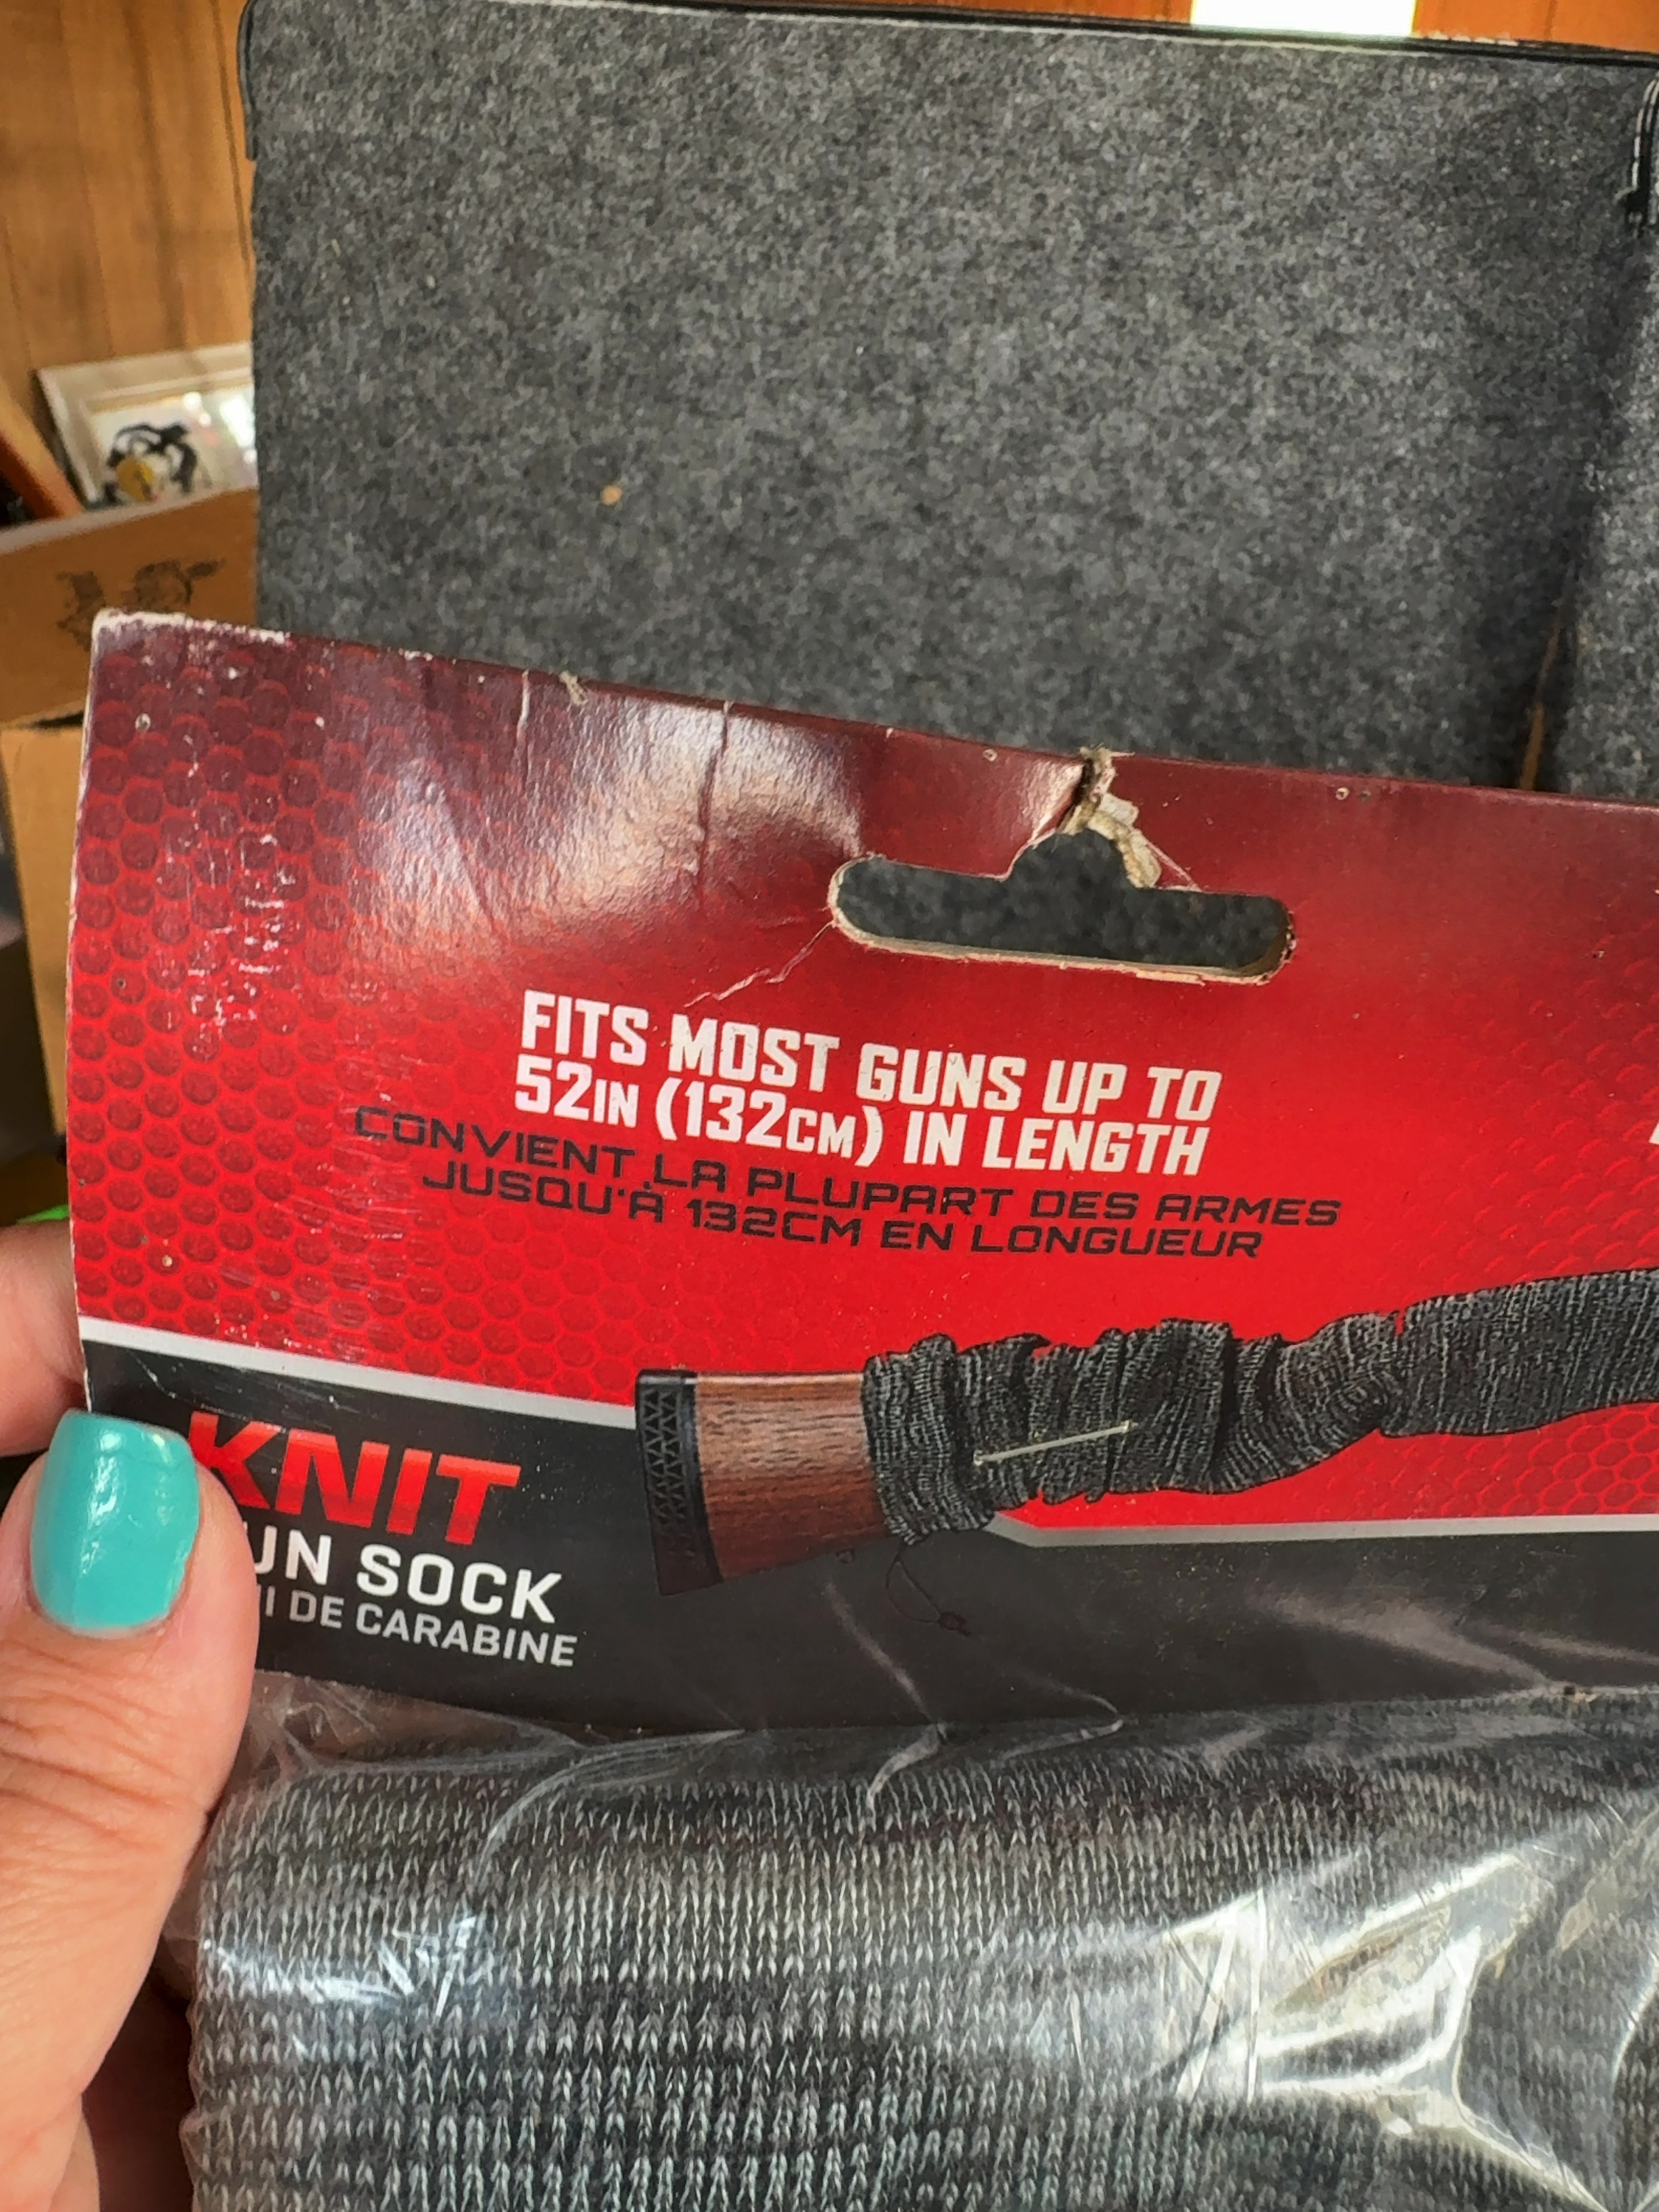 FITS MOST GUNS UP TO
52IN (132CM) IN LENGTH
CONVIENT LA PLUPART DES ARMES
JUSQU'À 132CM EN LONGUEUR
KNIT
UN SOCK
I DE CARABINE